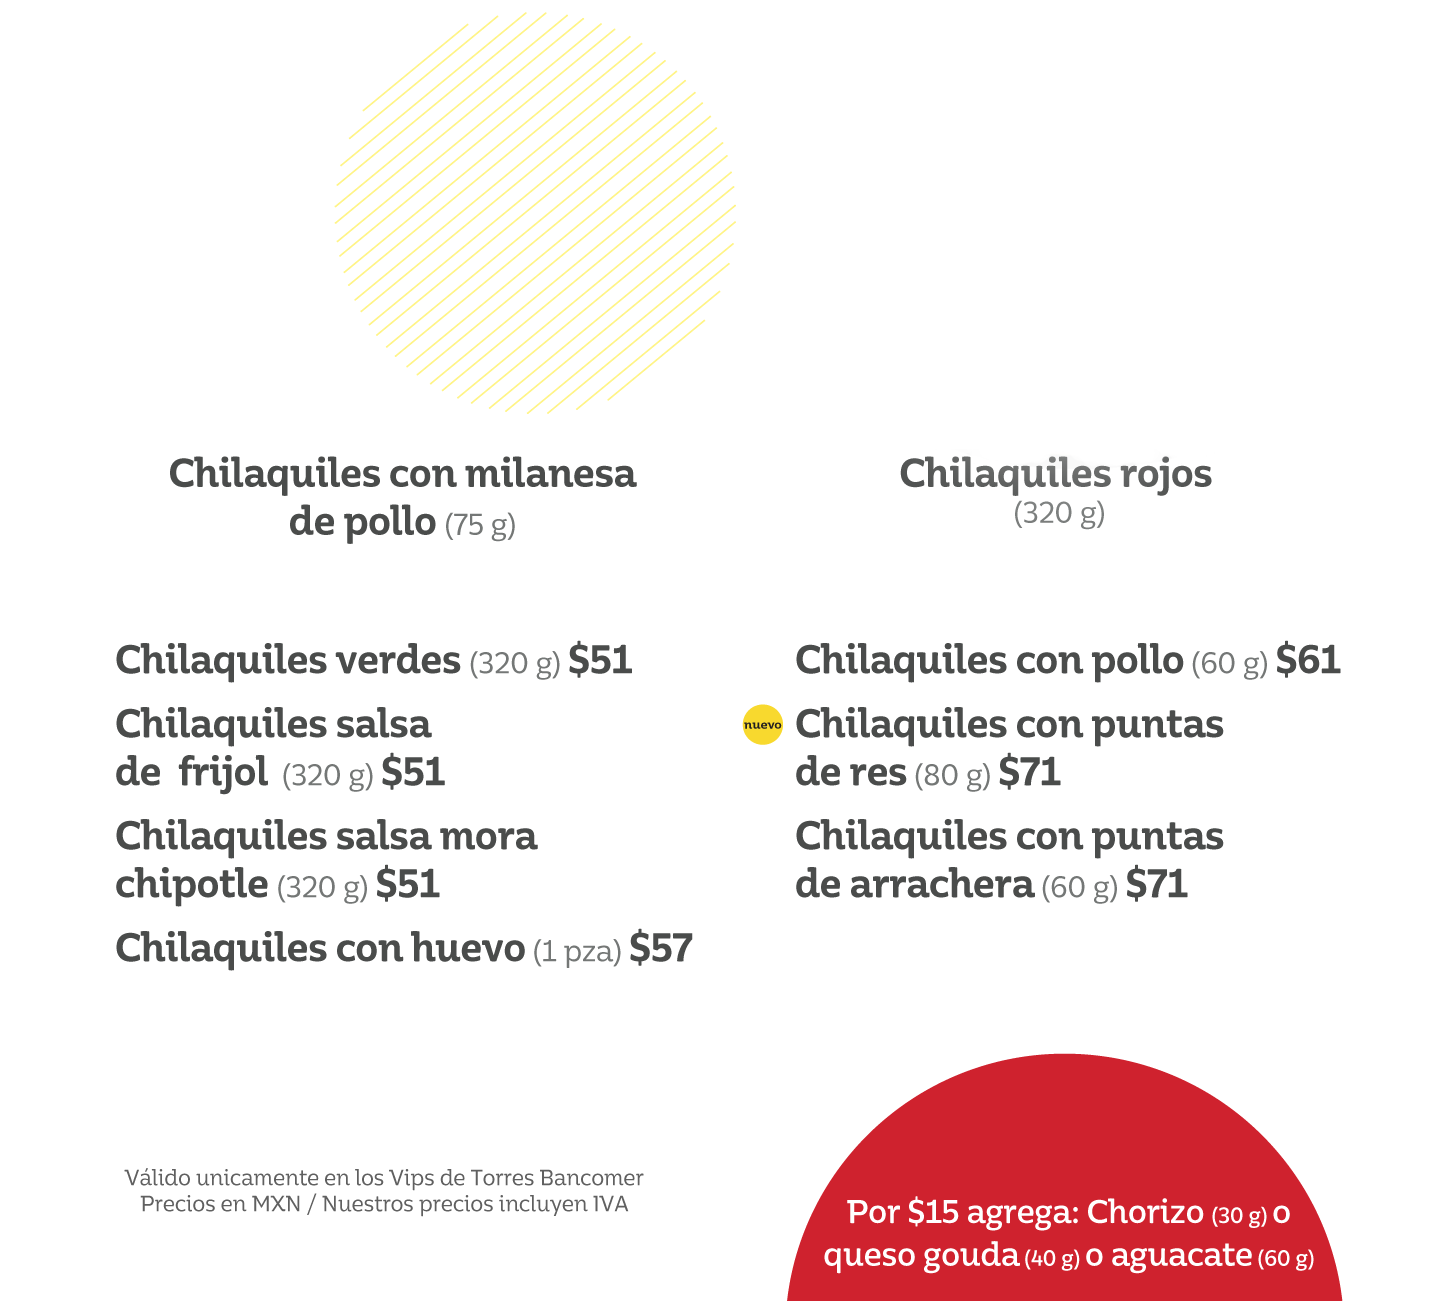 Chilaquiles con milanesa
de pollo (75 g)
Chilaquiles rojos
(320 g)
Chilaquiles verdes (320 g) $51
Chilaquiles salsa
de frijol (320 g) $51
Chilaquiles salsa mora
chipotle (320 g) $51
Chilaquiles con huevo (1 pza) $57
Chilaquiles con pollo (60 g) $61
nuevo Chilaquiles con puntas
de res (80 g) $71
Chilaquiles con puntas
de arrachera (60 g) $71
Válido unicamente en los Vips de Torres Bancomer
Precios en MXN / Nuestros precios incluyen IVA
Por $15 agrega: Chorizo (30 g) o
queso gouda (40 g) o aguacate (60 g)